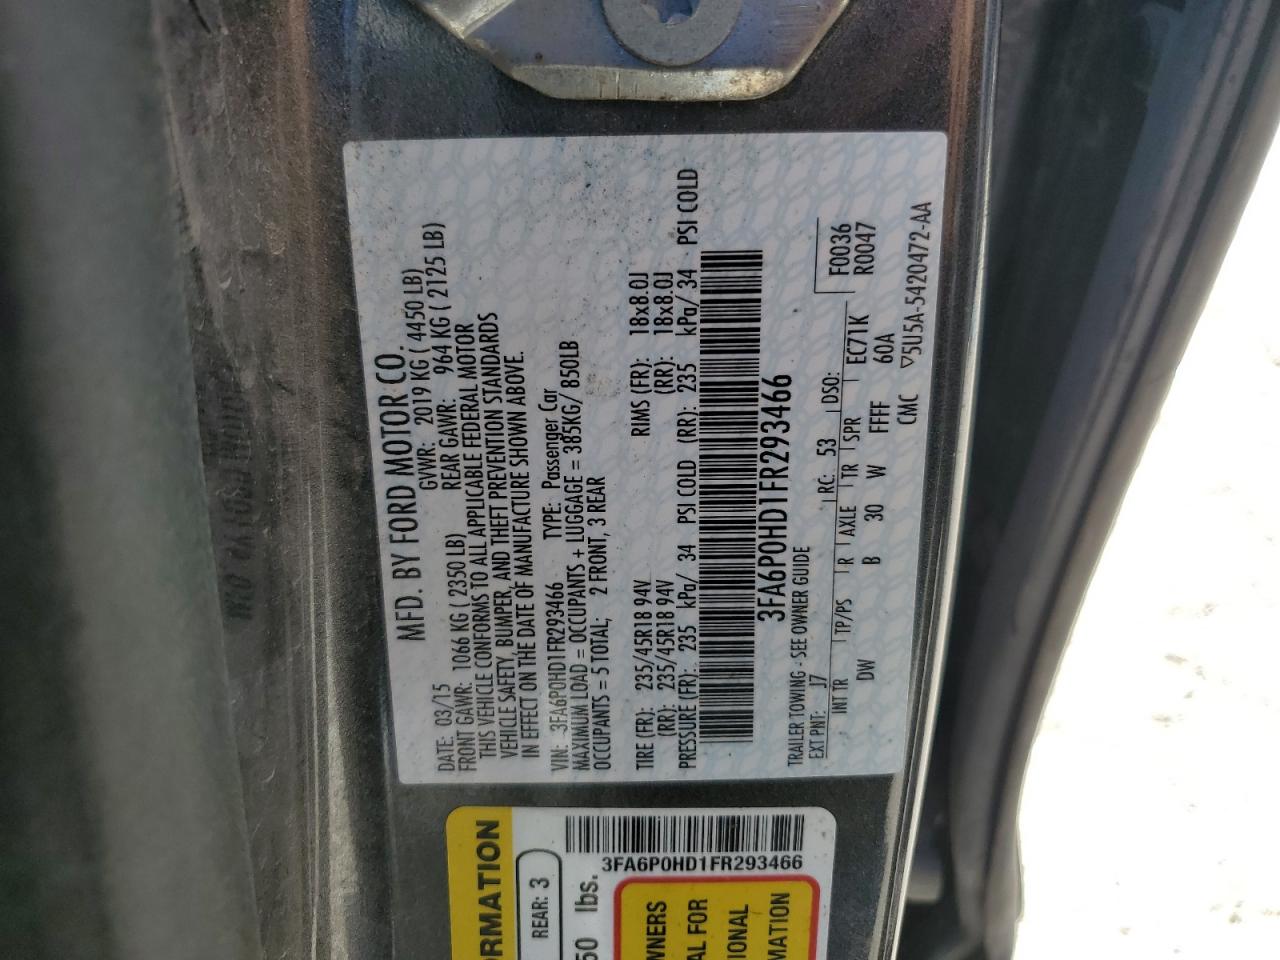 MFD. BY FORD MOTOR CO.
DATE: 03/15 GVWR: 2019 KG ( 4450 LB)
FRONT GAWR: 1066 KG ( 2350 LB) REAR GAWR: 964 KG ( 2125 LB)
THIS VEHICLE CONFORMS TO ALL APPLICABLE FEDERAL MOTOR
VEHICLE SAFETY, BUMPER, AND THEFT PREVENTION STANDARDS
IN EFFECT ON THE DATE OF MANUFACTURE SHOWN ABOVE.
VIN: 3FA6P0HD1FR293466 TYPE: Passenger Car
MAXIMUM LOAD = OCCUPANTS + LUGGAGE = 385KG/ 850LB
OCCUPANTS = 5 TOTAL; 2 FRONT, 3 REAR
TIRE (FR): 235/45R18 94V RIMS (FR): 18x8.0J
(RR): 235/45R18 94V (RR): 18x8.0J
PRESSURE (FR): 235 kPa/ 34 PSI COLD (RR): 235 kPa/ 34 PSI COLD
3FA6P0HD1FR293466
TRAILER TOWING - SEE OWNER GUIDE
EXT PNT: J7 RC: 53 DSO: F0036
R0047
INT TR TP/PS R AXLE TR SPR EC71K
DW B 30 W FFF 60A
CMC ▽5U5A-5420472-AA
ORMATION
REAR: 3
50 lbs.
3FA6P0HD1FR293466
WNERS
AL FOR
IONAL
MATION